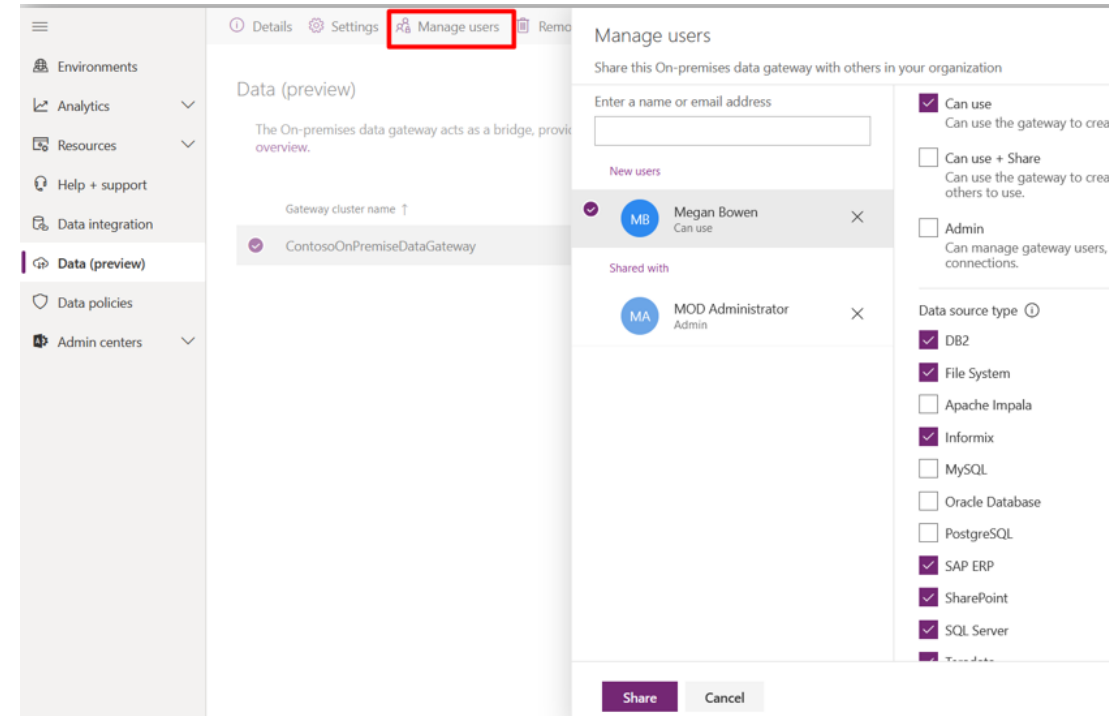 Details
Settings
Manage users
Environments
Analytics
Resources
Help + support
Data integration
Data (preview)
Data policies
Admin centers
Data (preview)
The On-premises data gateway acts as a bridge,
overview.
Gateway cluster name ↑
ContosoOnPremiseDataGateway
Manage users
Share this On-premises data gateway with others in your organization
Enter a name or email address
New users
MB
Megan Bowen
Can use
Shared with
MA
MOD Administrator
Admin
Can use
Can use the gateway to
Can use + Share
Can use the gateway to
others to use.
Admin
Can manage gateway users,
connections.
Data source type
DB2
File System
Apache Impala
Informix
MySQL
Oracle Database
PostgreSQL
SAP ERP
SharePoint
SQL Server
Share
Cancel